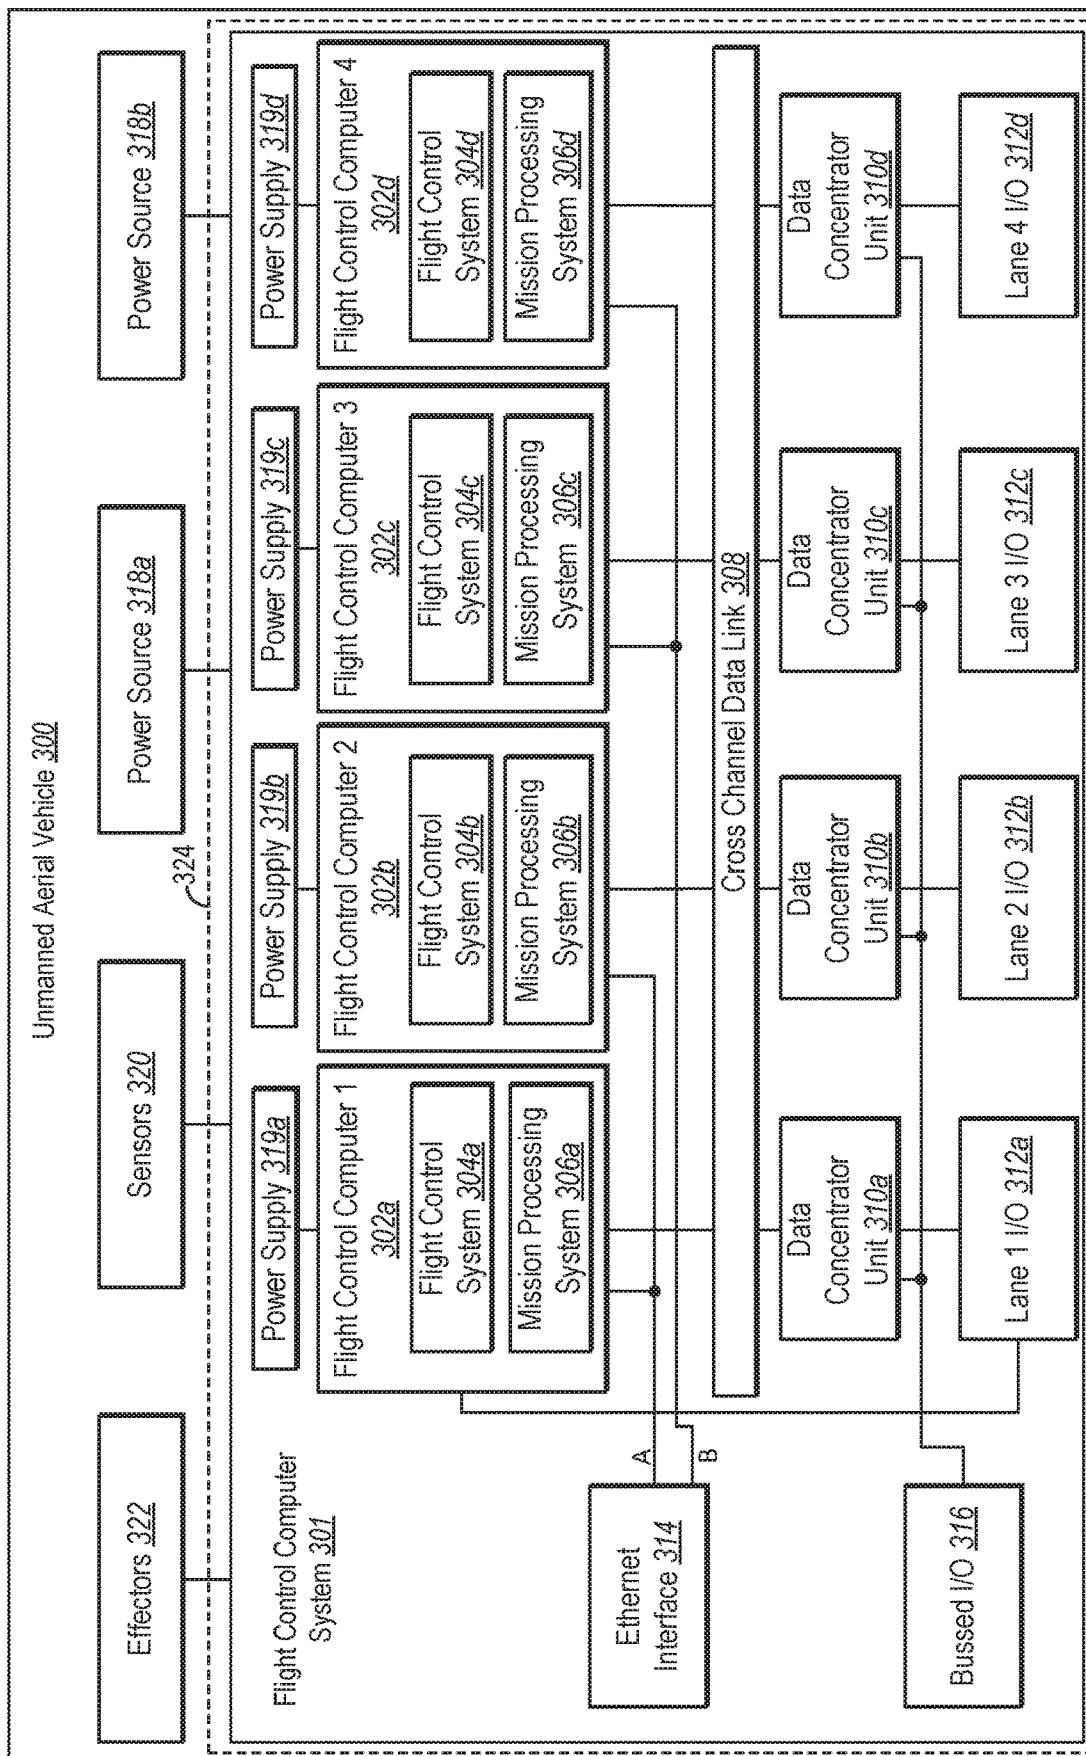 Unmanned Aerial Vehicle 300
Effectors 322
Sensors 320
Power Source 318a
Power Source 318b
324
Flight Control Computer
System 301
Power Supply 319a
Power Supply 319b
Power Supply 319c
Power Supply 319d
Flight Control Computer 1
302a
Flight Control
System 304a
Mission Processing
System 306a
Flight Control Computer 2
302b
Flight Control
System 304b
Mission Processing
System 306b
Flight Control Computer 3
302c
Flight Control
System 304c
Mission Processing
System 306c
Flight Control Computer 4
302d
Flight Control
System 304d
Mission Processing
System 306d
Ethernet
Interface 314
A
B
Cross Channel Data Link 308
Data
Concentrator
Unit 310a
Data
Concentrator
Unit 310b
Data
Concentrator
Unit 310c
Data
Concentrator
Unit 310d
Bussed I/O 316
Lane 1 I/O 312a
Lane 2 I/O 312b
Lane 3 I/O 312c
Lane 4 I/O 312d